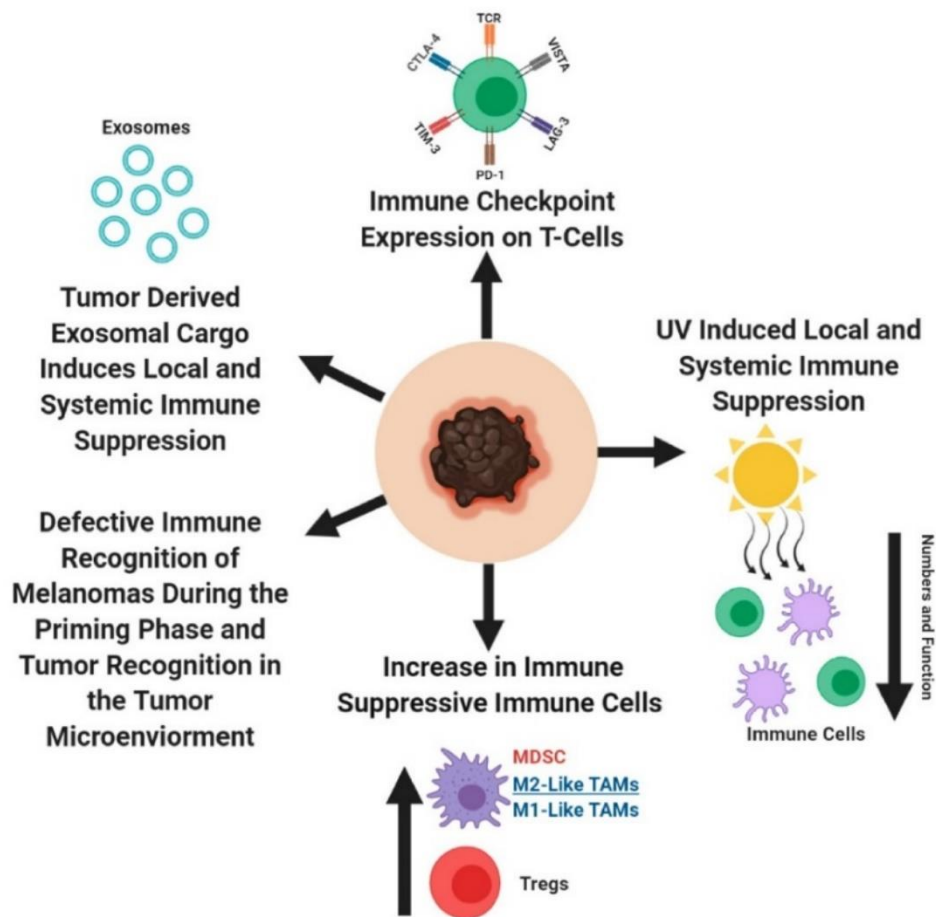 TCR
CTLA-4
VISTA
TIM-3
LAG-3
PD-1
Immune Checkpoint
Expression on T-Cells
Exosomes
Tumor Derived
Exosomal Cargo
Induces Local and
Systemic Immune
Suppression
UV Induced Local and
Systemic Immune
Suppression
Numbers and Function
Immune Cells
Defective Immune
Recognition of
Melanomas During the
Priming Phase and
Tumor Recognition in
the Tumor
Microenviorment
Increase in Immune
Suppressive Immune Cells
MDSC
M2-Like TAMs
M1-Like TAMs
Tregs